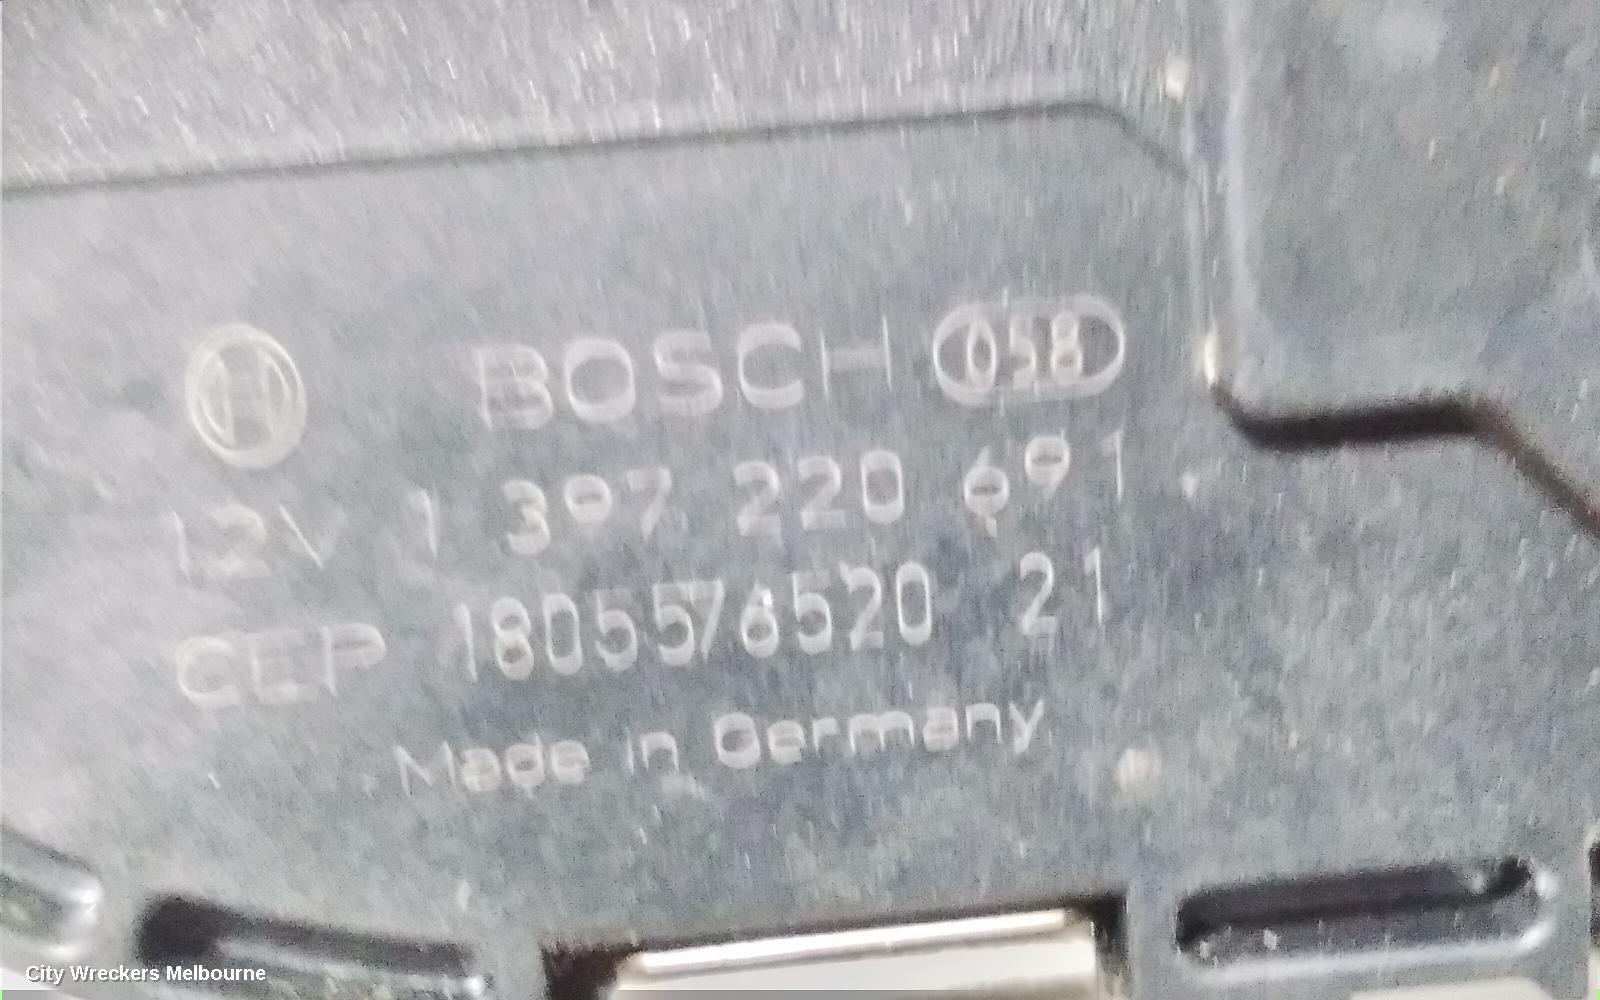 BOSCH 058
12V 1 397 220 691
CEP 1805576520 21
Made in Germany
City Wreckers Melbourne